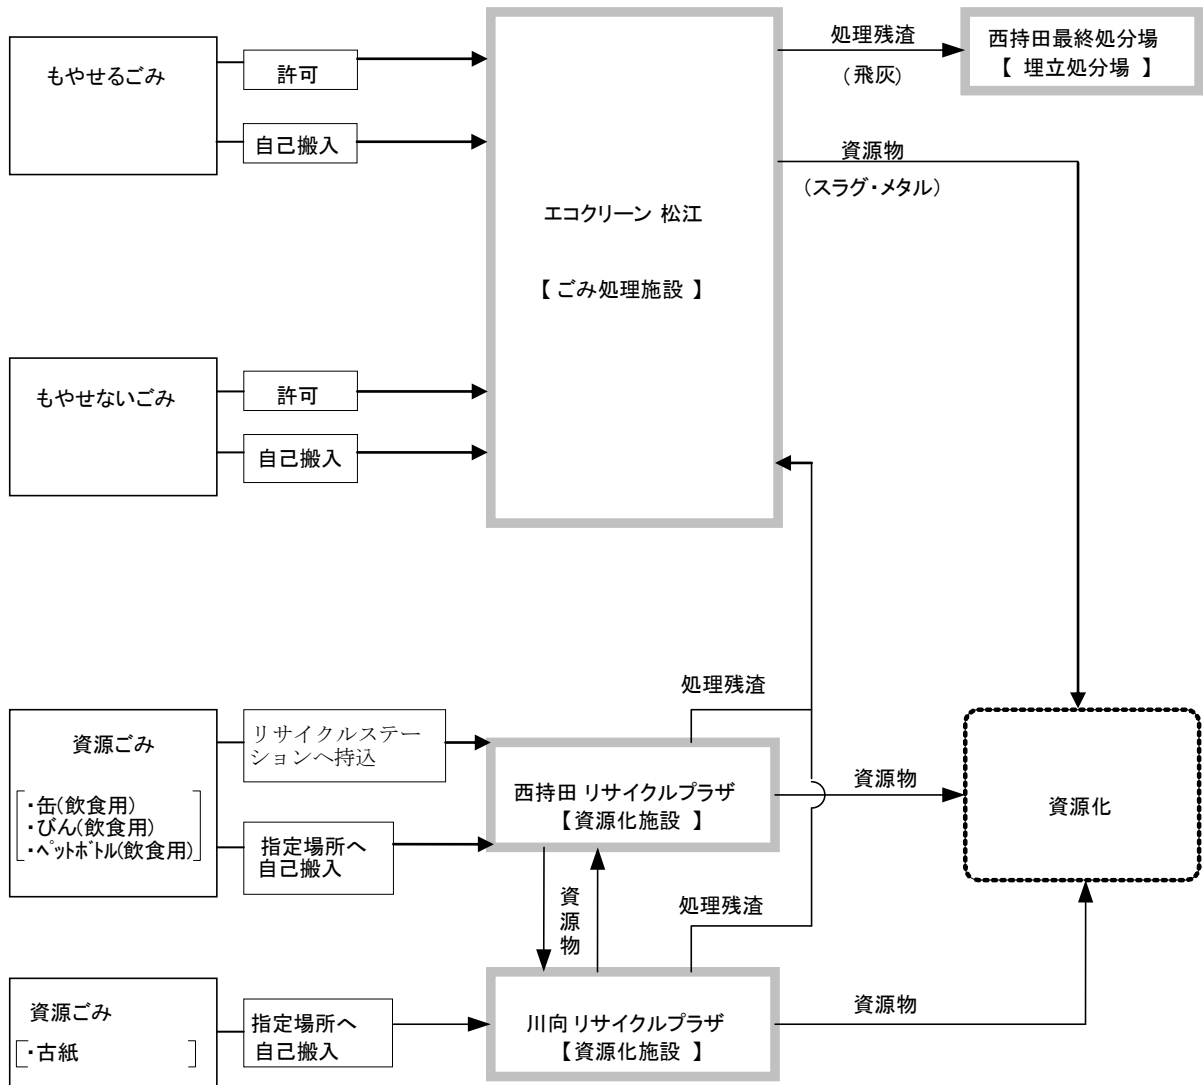 もやせるごみ
許可
自己搬入
エコクリーン 松江
【 ごみ処理施設 】
処理残渣
(飛灰)
西持田最終処分場
【 埋立処分場 】
資源物
(スラグ・メタル)
もやせないごみ
許可
自己搬入
処理残渣
資源ごみ
・缶(飲食用)
・びん(飲食用)
・ペットボトル(飲食用)
リサイクルステー
ションへ持込
指定場所へ
自己搬入
西持田 リサイクルプラザ
【 資源化施設 】
資源物
資源化
資源物
処理残渣
資源ごみ
・古紙
指定場所へ
自己搬入
川向 リサイクルプラザ
【 資源化施設 】
資源物